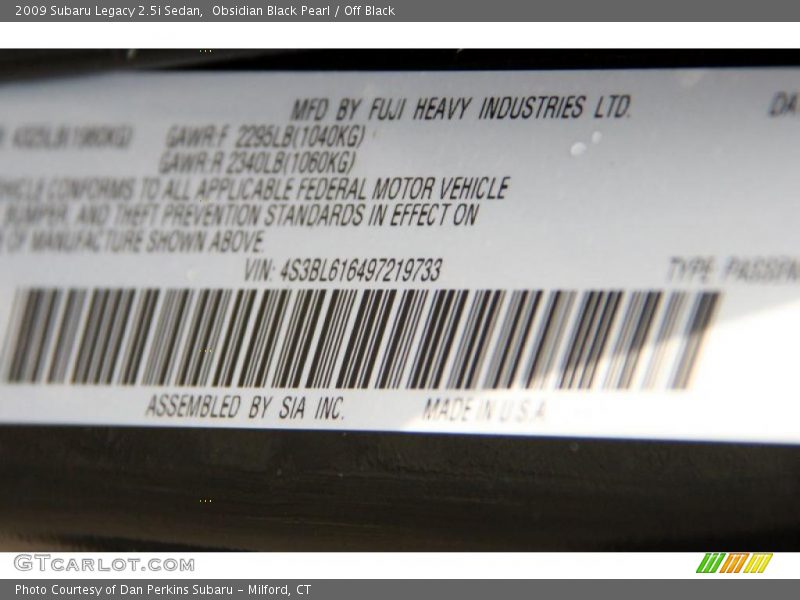 2009 Subaru Legacy 2.5i Sedan, Obsidian Black Pearl / Off Black
MFD BY FUJI HEAVY INDUSTRIES LTD.
GAWR:F 2295LB(1040KG)
GAWR:R 2340LB(1060KG)
CONFORMS TO ALL APPLICABLE FEDERAL MOTOR VEHICLE
BUMPER, AND THEFT PREVENTION STANDARDS IN EFFECT ON
OF MANUFACTURE SHOWN ABOVE.
VIN: 4S3BL616497219733
TYPE
ASSEMBLED BY SIA INC.
MADE IN U.S.A
GTCARLOT.COM
Photo Courtesy of Dan Perkins Subaru - Milford, CT